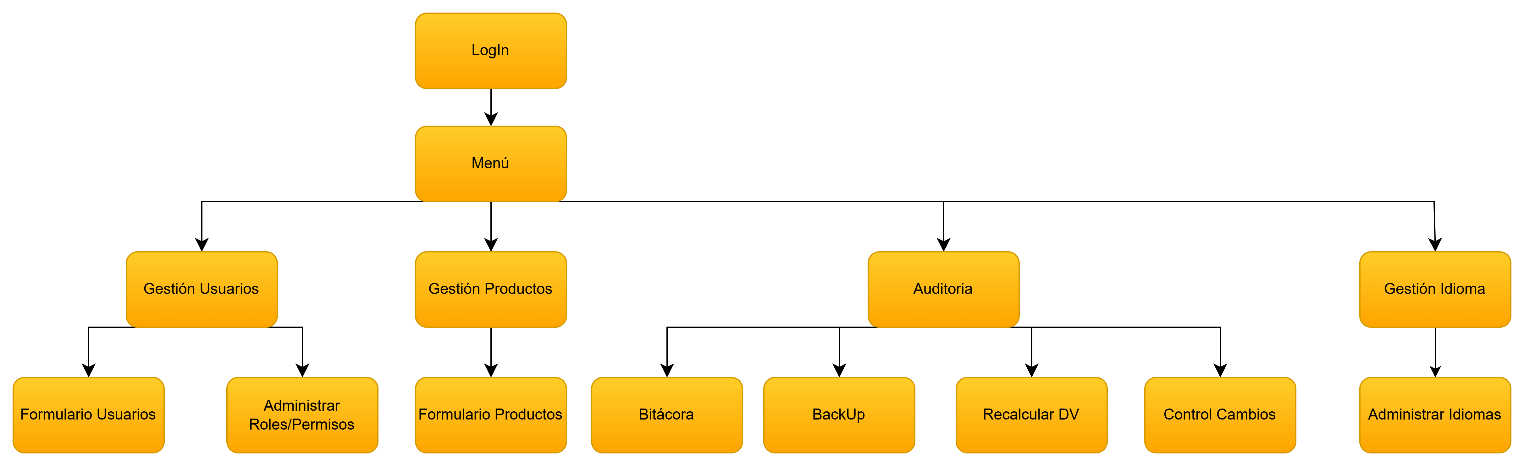 LogIn
Menú
Gestión Usuarios
Gestión Productos
Auditoria
Gestión Idioma
Formulario Usuarios
Administrar
Roles/Permisos
Formulario Productos
Bitácora
BackUp
Recalcular DV
Control Cambios
Administrar Idiomas